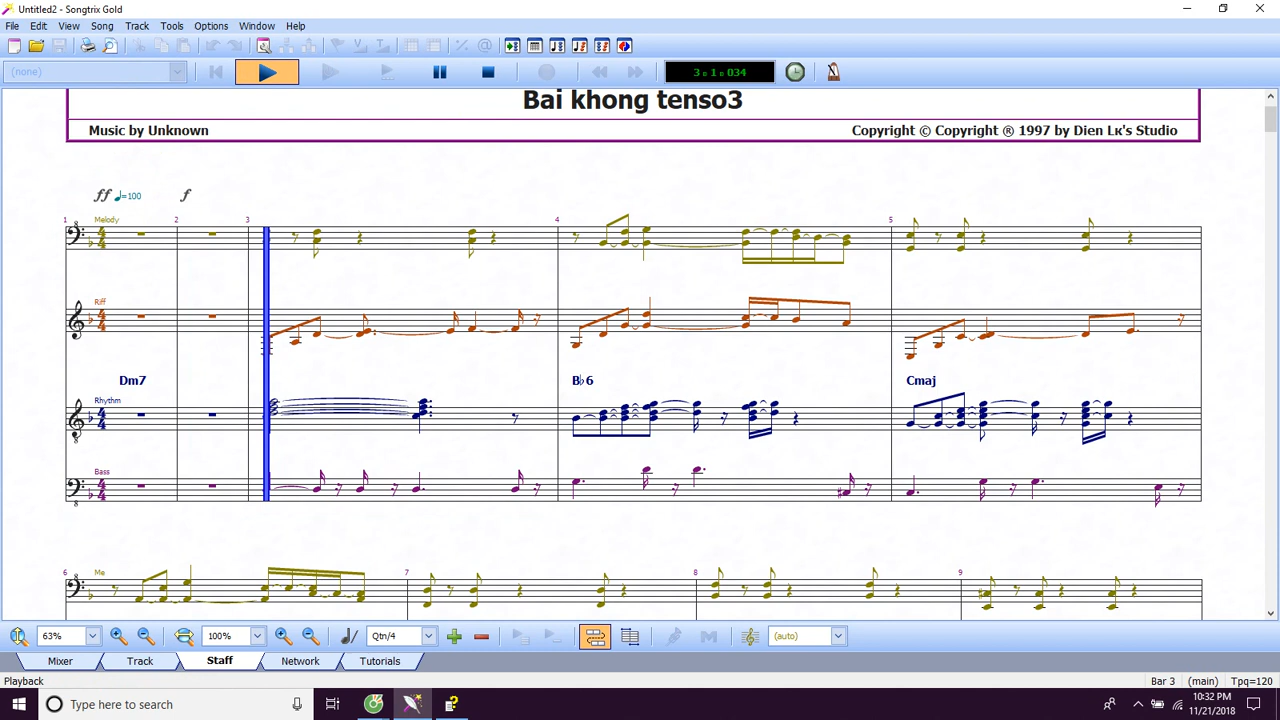 Untitled2 - Songtrix Gold
File Edit View Song Track Tools Options Window Help
(none)
3 1 034
Bai khong tenso3
Music by Unknown
Copyright © Copyright ® 1997 by Dien Lк's Studio
ff ♩=100 f
1 Melody 2 3 4 5
Riff
Dm7 B♭6 Cmaj
Rhythm
Bass
6 Me 7 8 9
63% 100% Qtn/4 (auto)
Mixer Track Staff Network Tutorials
Playback Bar 3 (main) Tpq=120
Type here to search
10:32 PM
11/21/2018